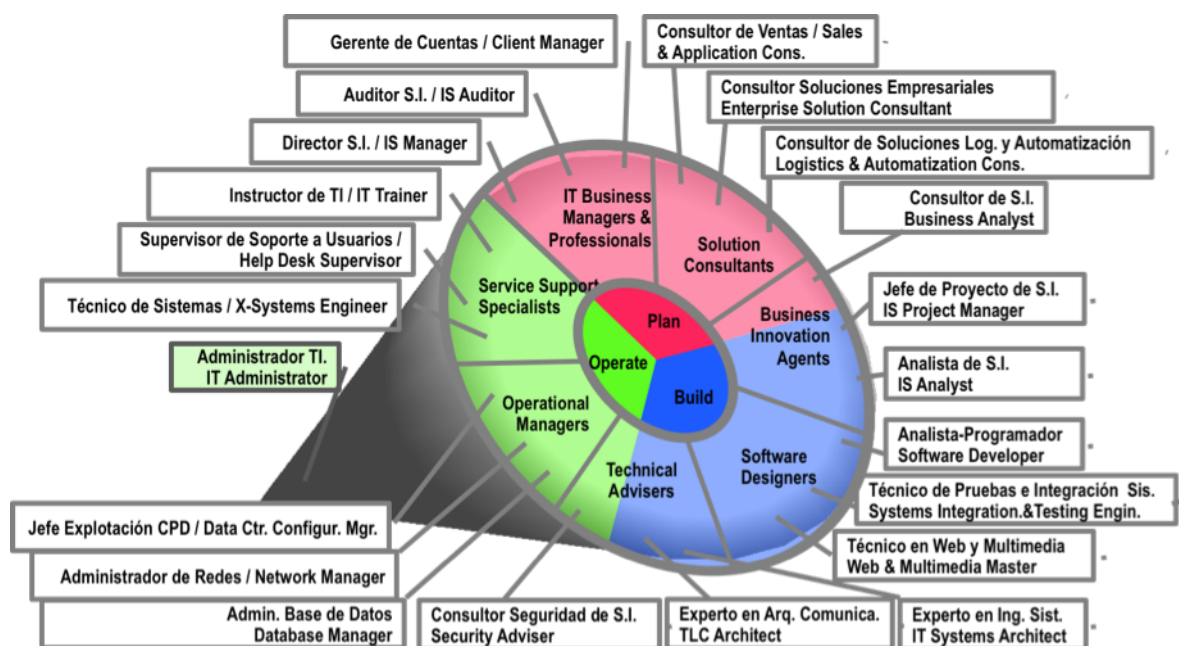 Gerente de Cuentas / Client Manager
Consultor de Ventas / Sales
& Application Cons.
Auditor S.I. / IS Auditor
Consultor Soluciones Empresariales
Enterprise Solution Consultant
Director S.I. / IS Manager
Consultor de Soluciones Log. y Automatización
Logistics & Automatization Cons.
Instructor de TI / IT Trainer
Consultor de S.I.
Business Analyst
Supervisor de Soporte a Usuarios /
Help Desk Supervisor
Técnico de Sistemas / X-Systems Engineer
Jefe de Proyecto de S.I.
IS Project Manager
Administrador TI.
IT Administrator
Analista de S.I.
IS Analyst
Analista-Programador
Software Developer
IT Business
Managers &
Professionals
Solution
Consultants
Service Support
Specialists
Business
Innovation
Agents
Plan
Operate
Build
Operational
Managers
Technical
Advisers
Software
Designers
Técnico de Pruebas e Integración Sis.
Systems Integration.&Testing Engin.
Jefe Explotación CPD / Data Ctr. Configur. Mgr.
Técnico en Web y Multimedia
Web & Multimedia Master
Administrador de Redes / Network Manager
Admin. Base de Datos
Database Manager
Consultor Seguridad de S.I.
Security Adviser
Experto en Arq. Comunica.
TLC Architect
Experto en Ing. Sist.
IT Systems Architect